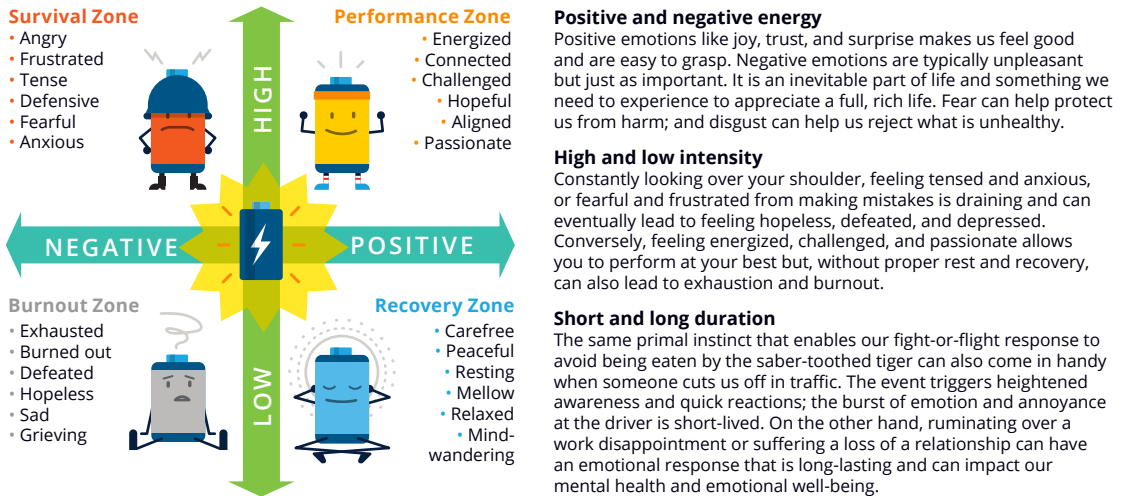 Survival Zone
• Angry
• Frustrated
• Tense
• Defensive
• Fearful
• Anxious
HIGH
Performance Zone
• Energized
• Connected
• Challenged
• Hopeful
• Aligned
• Passionate
NEGATIVE
POSITIVE
Burnout Zone
• Exhausted
• Burned out
• Defeated
• Hopeless
• Sad
• Grieving
LOW
Recovery Zone
• Carefree
• Peaceful
• Resting
• Mellow
• Relaxed
• Mind-
wandering
Positive and negative energy
Positive emotions like joy, trust, and surprise makes us feel good
and are easy to grasp. Negative emotions are typically unpleasant
but just as important. It is an inevitable part of life and something we
need to experience to appreciate a full, rich life. Fear can help protect
us from harm; and disgust can help us reject what is unhealthy.
High and low intensity
Constantly looking over your shoulder, feeling tensed and anxious,
or fearful and frustrated from making mistakes is draining and can
eventually lead to feeling hopeless, defeated, and depressed.
Conversely, feeling energized, challenged, and passionate allows
you to perform at your best but, without proper rest and recovery,
can also lead to exhaustion and burnout.
Short and long duration
The same primal instinct that enables our fight-or-flight response to
avoid being eaten by the saber-toothed tiger can also come in handy
when someone cuts us off in traffic. The event triggers heightened
awareness and quick reactions; the burst of emotion and annoyance
at the driver is short-lived. On the other hand, ruminating over a
work disappointment or suffering a loss of a relationship can have
an emotional response that is long-lasting and can impact our
mental health and emotional well-being.